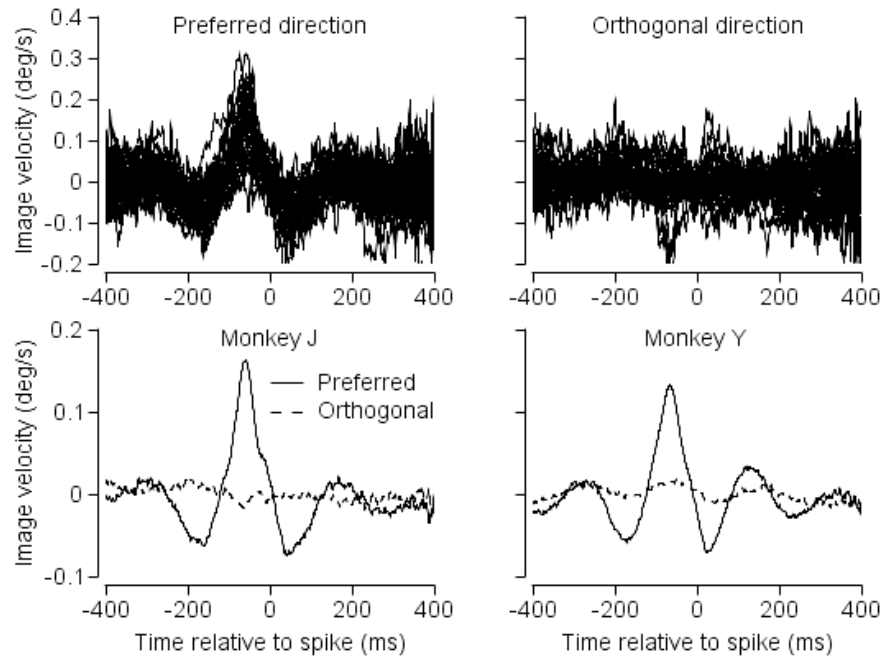 Preferred direction
Orthogonal direction
Image velocity (deg/s)
0.4
0.3
0.2
0.1
0
-0.1
-0.2
-400 -200 0 200 400
-400 -200 0 200 400
Monkey J
Monkey Y
Preferred
Orthogonal
Image velocity (deg/s)
0.2
0.1
0
-0.1
-400 -200 0 200 400
-400 -200 0 200 400
Time relative to spike (ms)
Time relative to spike (ms)